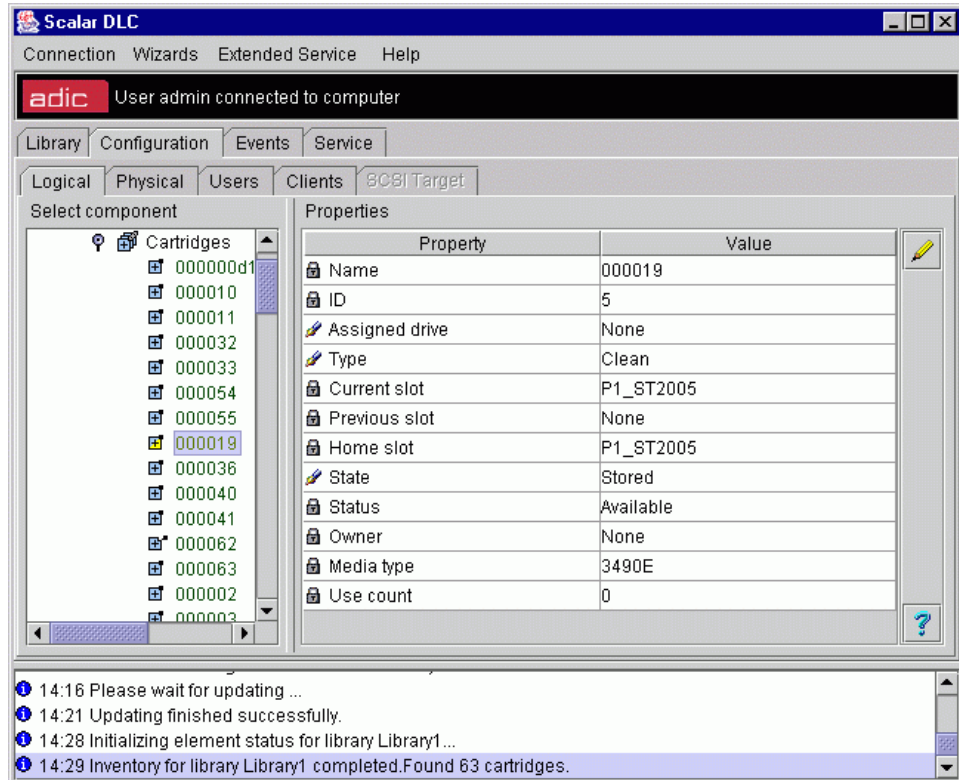 Scalar DLC
Connection Wizards Extended Service Help
adic User admin connected to computer
Library Configuration Events Service
Logical Physical Users Clients SCSI Target
Select component
Cartridges
000000d1
000010
000011
000032
000033
000054
000055
000019
000036
000040
000041
000062
000063
000002
000003
Properties
Property Value
Name 000019
ID 5
Assigned drive None
Type Clean
Current slot P1_ST2005
Previous slot None
Home slot P1_ST2005
State Stored
Status Available
Owner None
Media type 3490E
Use count 0
14:16 Please wait for updating ...
14:21 Updating finished successfully.
14:28 Initializing element status for library Library1...
14:29 Inventory for library Library1 completed.Found 63 cartridges.